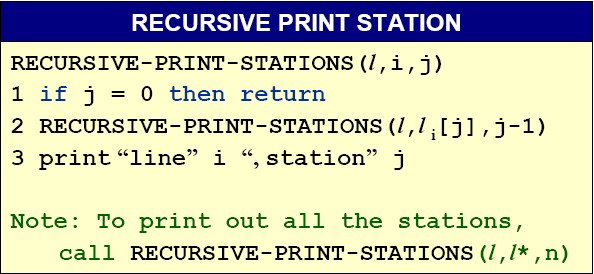 RECURSIVE PRINT STATION
RECURSIVE-PRINT-STATIONS(l,i,j)
1 if j = 0 then return
2 RECURSIVE-PRINT-STATIONS(l,lᵢ[j],j-1)
3 print “line” i “, station” j
Note: To print out all the stations,
call RECURSIVE-PRINT-STATIONS(l,l*,n)